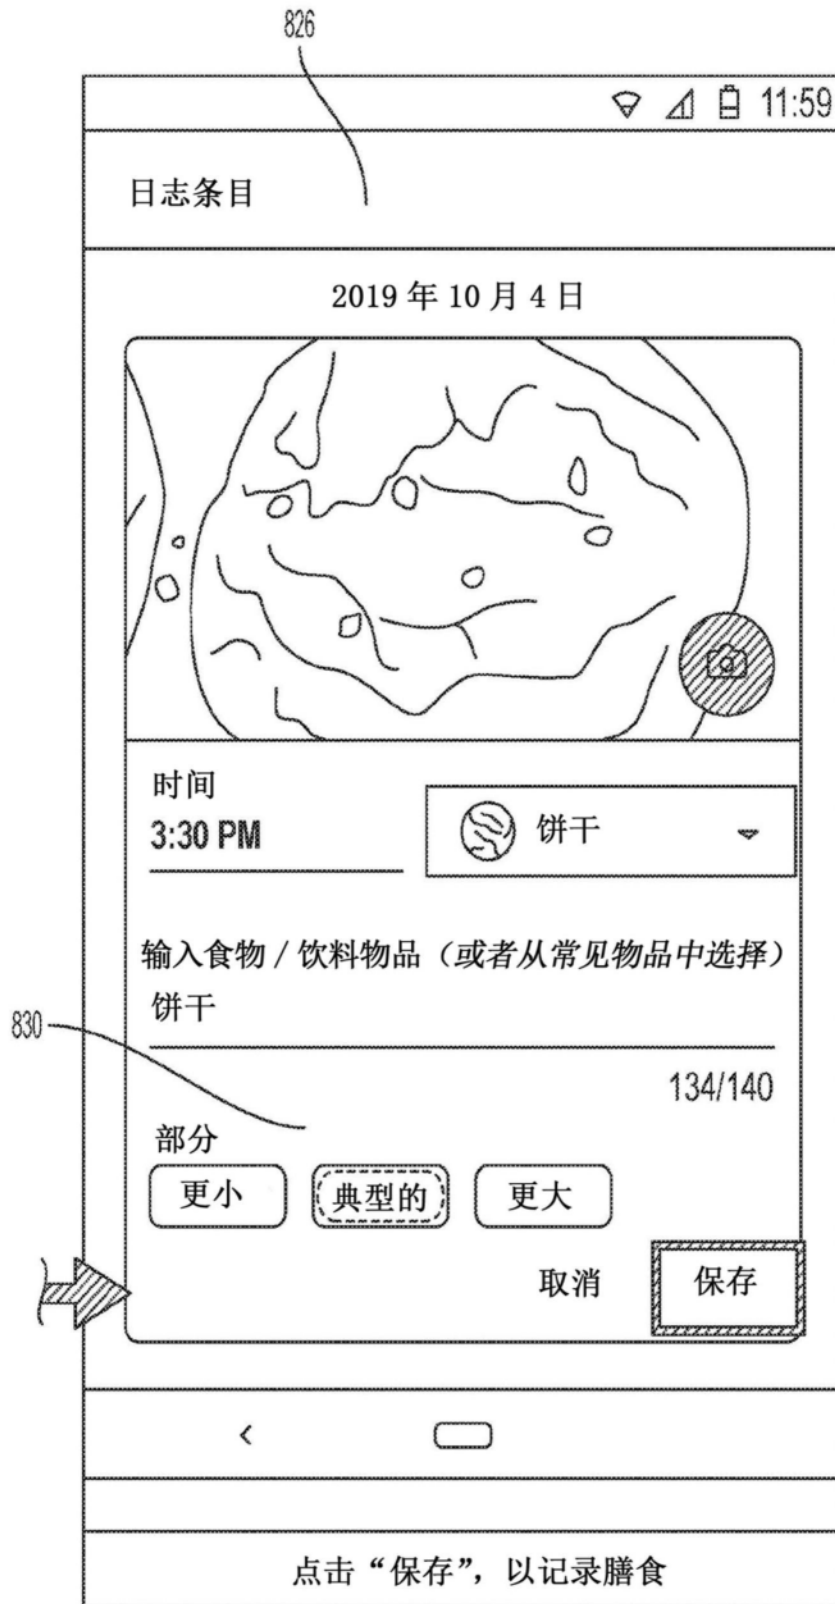 826
11:59
日志条目
2019 年 10 月 4 日
时间
3:30 PM
饼干
输入食物 / 饮料物品（或者从常见物品中选择）
饼干
830
134/140
部分
更小 典型的 更大
取消 保存
点击“保存”，以记录膳食